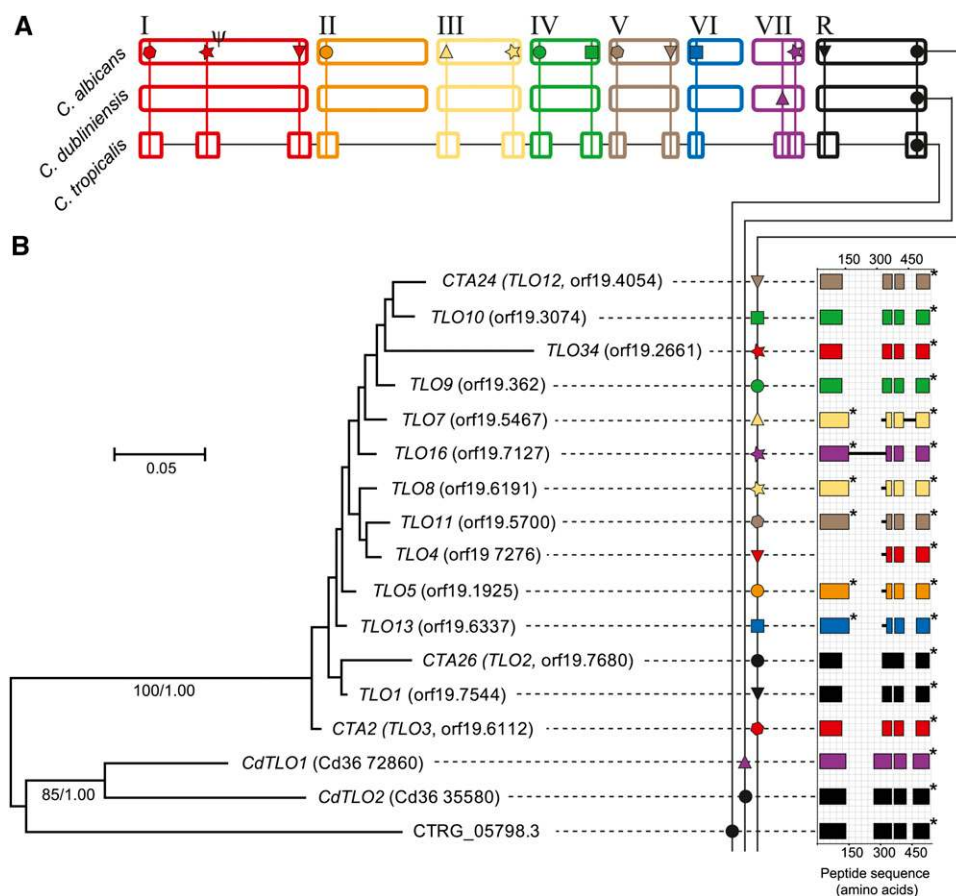 A
I II III IV V VI VII R
Ψ
C. albicans
C. dubliniensis
C. tropicalis
B
150 300 450
CTA24 (TLO12, orf19.4054) *
TLO10 (orf19.3074) *
TLO34 (orf19.2661) *
TLO9 (orf19.362) *
TLO7 (orf19.5467) * *
TLO16 (orf19.7127) * *
0.05
TLO8 (orf19.6191) * *
TLO11 (orf19.5700) * *
TLO4 (orf19 7276) *
TLO5 (orf19.1925) * *
TLO13 (orf19.6337) * *
CTA26 (TLO2, orf19.7680) *
100/1.00
TLO1 (orf19.7544) *
CTA2 (TLO3, orf19.6112) *
CdTLO1 (Cd36 72860) *
85/1.00
CdTLO2 (Cd36 35580) *
CTRG_05798.3 *
150 300 450
Peptide sequence
(amino acids)